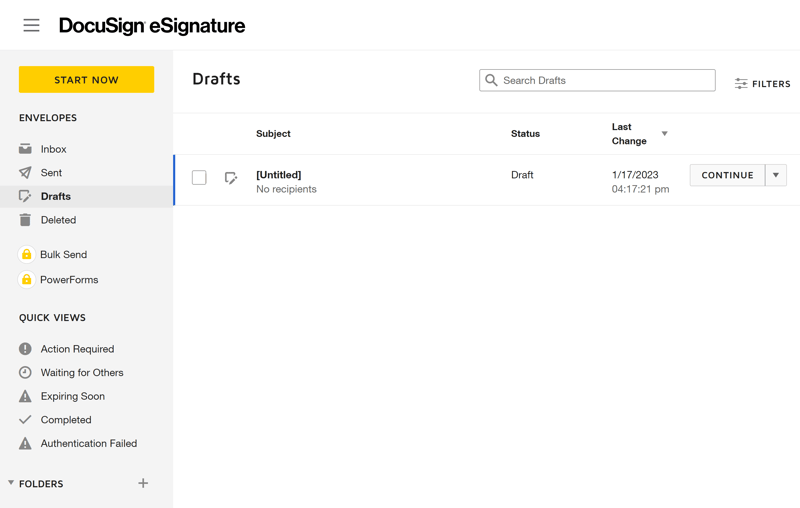 DocuSign eSignature
START NOW
ENVELOPES
Inbox
Sent
Drafts
Deleted
Bulk Send
PowerForms
QUICK VIEWS
Action Required
Waiting for Others
Expiring Soon
Completed
Authentication Failed
FOLDERS
Drafts
Search Drafts
FILTERS
Subject
Status
Last
Change
[Untitled]
No recipients
Draft
1/17/2023
04:17:21 pm
CONTINUE